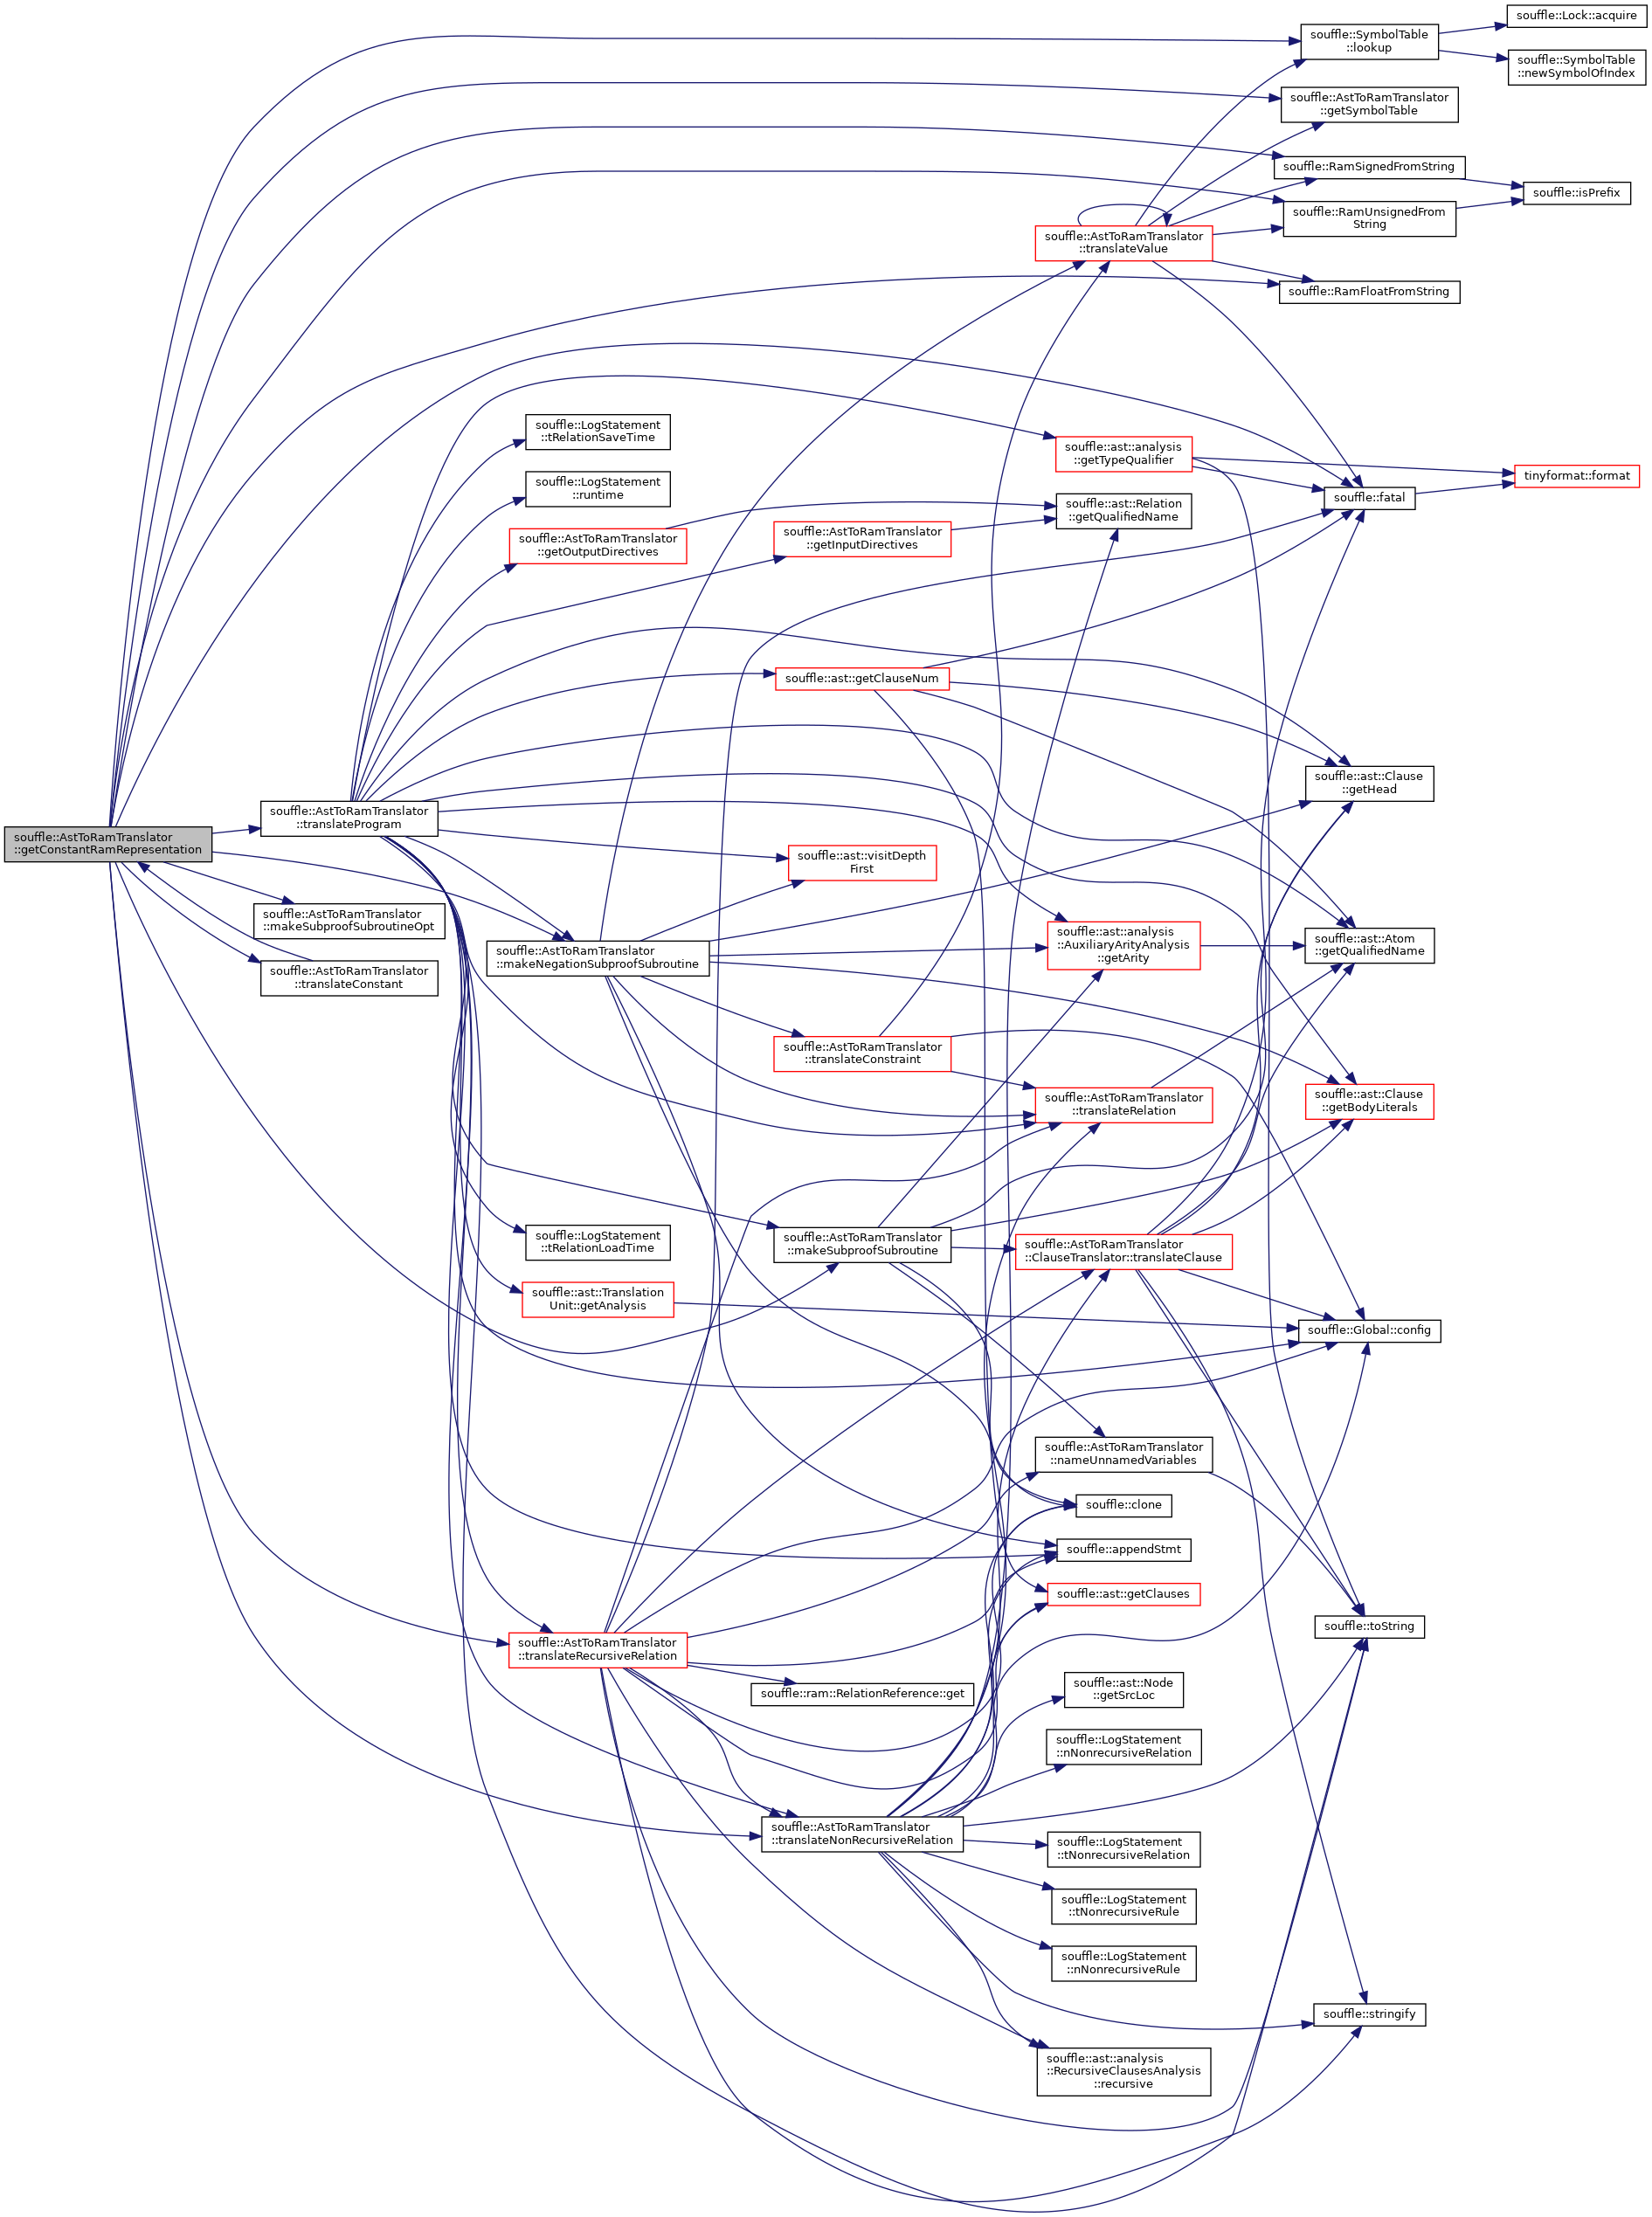 souffle::Lock::acquire
souffle::SymbolTable
::lookup
souffle::SymbolTable
::newSymbolOfIndex
souffle::AstToRamTranslator
::getSymbolTable
souffle::RamSignedFromString
souffle::isPrefix
souffle::RamUnsignedFrom
String
souffle::AstToRamTranslator
::translateValue
souffle::RamFloatFromString
souffle::LogStatement
::tRelationSaveTime
souffle::ast::analysis
::getTypeQualifier
tinyformat::format
souffle::LogStatement
::runtime
souffle::fatal
souffle::ast::Relation
::getQualifiedName
souffle::AstToRamTranslator
::getOutputDirectives
souffle::AstToRamTranslator
::getInputDirectives
souffle::ast::getClauseNum
souffle::ast::Clause
::getHead
souffle::AstToRamTranslator
::translateProgram
souffle::AstToRamTranslator
::getConstantRamRepresentation
souffle::ast::visitDepth
First
souffle::AstToRamTranslator
::makeSubproofSubroutineOpt
souffle::AstToRamTranslator
::makeNegationSubproofSubroutine
souffle::ast::analysis
::AuxiliaryArityAnalysis
::getArity
souffle::ast::Atom
::getQualifiedName
souffle::AstToRamTranslator
::translateConstant
souffle::AstToRamTranslator
::translateConstraint
souffle::AstToRamTranslator
::translateRelation
souffle::ast::Clause
::getBodyLiterals
souffle::LogStatement
::tRelationLoadTime
souffle::AstToRamTranslator
::makeSubproofSubroutine
souffle::AstToRamTranslator
::ClauseTranslator::translateClause
souffle::ast::Translation
Unit::getAnalysis
souffle::Global::config
souffle::AstToRamTranslator
::nameUnnamedVariables
souffle::clone
souffle::appendStmt
souffle::ast::getClauses
souffle::toString
souffle::AstToRamTranslator
::translateRecursiveRelation
souffle::ram::RelationReference::get
souffle::ast::Node
::getSrcLoc
souffle::LogStatement
::nNonrecursiveRelation
souffle::AstToRamTranslator
::translateNonRecursiveRelation
souffle::LogStatement
::tNonrecursiveRelation
souffle::LogStatement
::tNonrecursiveRule
souffle::LogStatement
::nNonrecursiveRule
souffle::stringify
souffle::ast::analysis
::RecursiveClausesAnalysis
::recursive